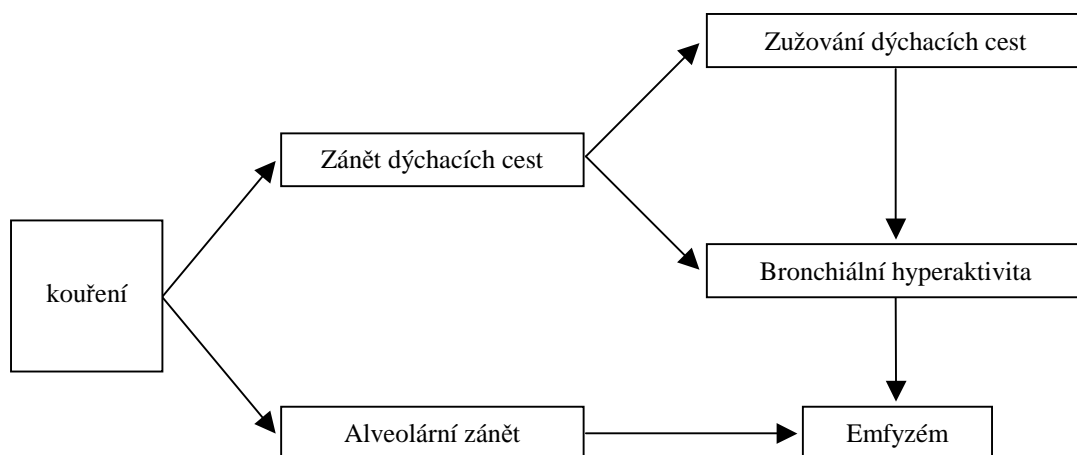 Zužování dýchacích cest
Zánět dýchacích cest
Bronchiální hyperaktivita
kouření
Alveolární zánět
Emfyzém